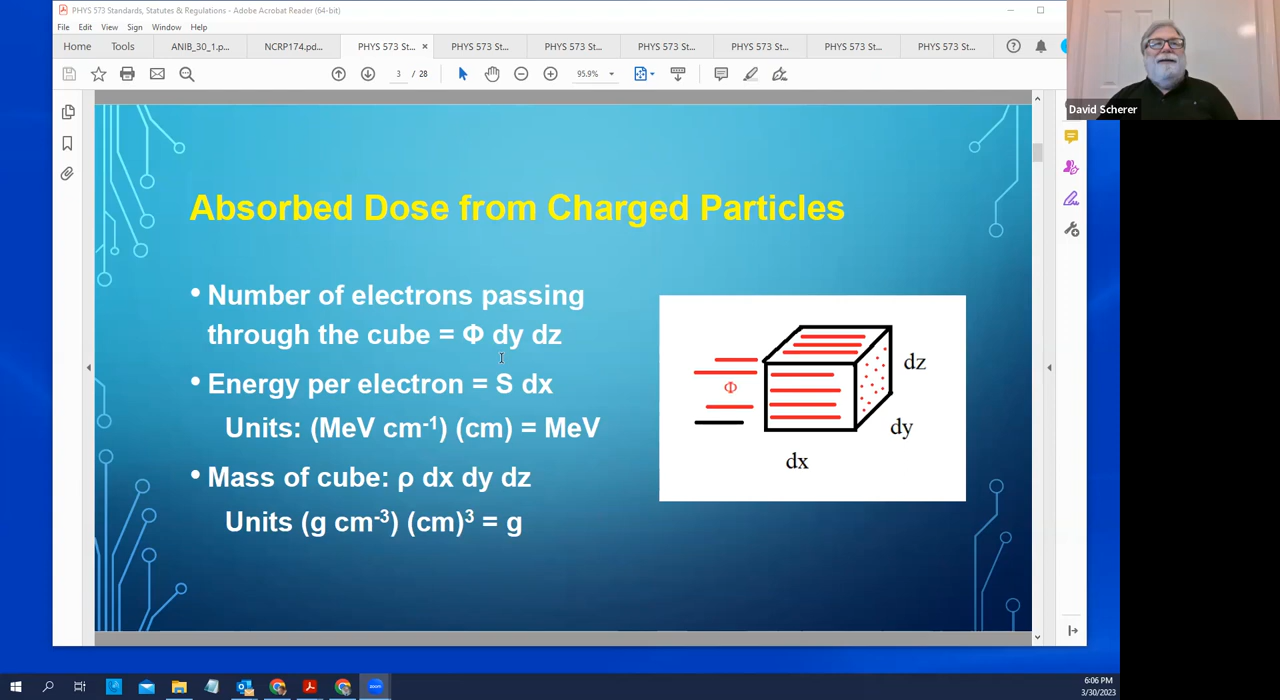 PHYS 573 Standards, Statutes & Regulations - Adobe Acrobat Reader (64-bit)
File Edit View Sign Window Help
Home Tools ANIB_30_1.p... NCRP174.pd... PHYS 573 St... × PHYS 573 St... PHYS 573 St... PHYS 573 St... PHYS 573 St... PHYS 573 St... PHYS 573 St...
3 / 28 95.9%
David Scherer
Absorbed Dose from Charged Particles
• Number of electrons passing
through the cube = Φ dy dz
• Energy per electron = S dx
Units: (MeV cm⁻¹) (cm) = MeV
• Mass of cube: ρ dx dy dz
Units (g cm⁻³) (cm)³ = g
Φ
dz
dy
dx
zoom
6:06 PM
3/30/2023